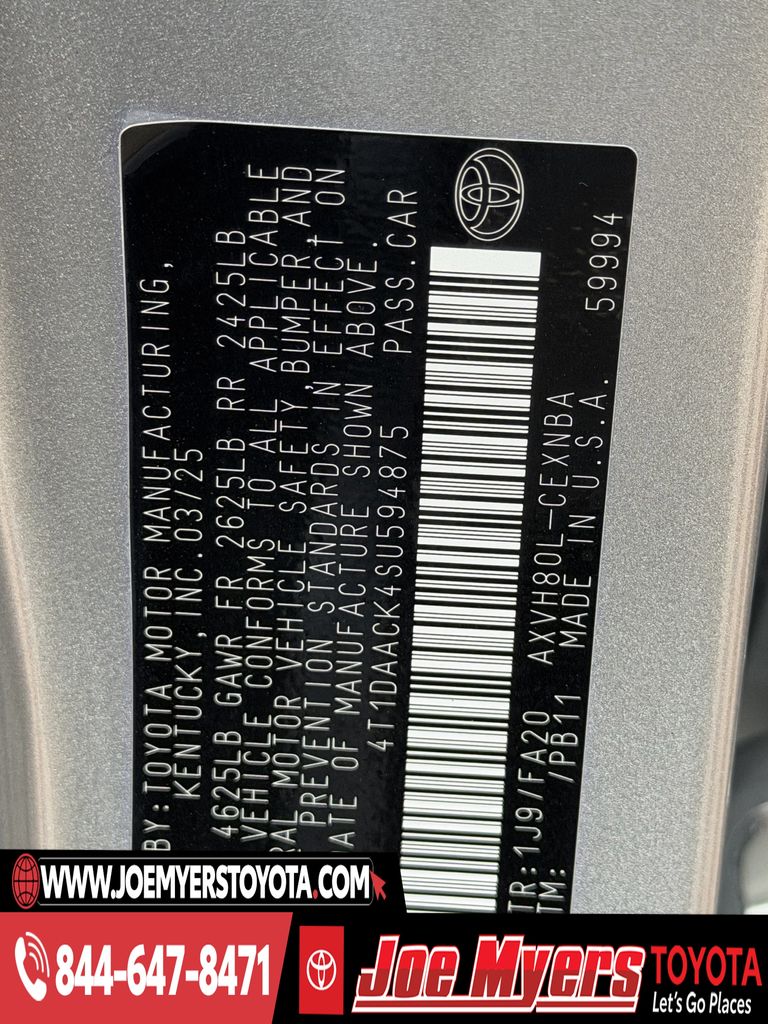 BY:TOYOTA MOTOR MANUFACTURING,
KENTUCKY, INC. 03/25
4625LB GAWR FR 2625LB RR 2425LB
VEHICLE CONFORMS TO ALL APPLICABLE
MOTOR VEHICLE SAFETY, BUMPER, AND
PREVENTION STANDARDS IN EFFECT ON
OF MANUFACTURE SHOWN ABOVE.
4T1DAACK4SU594875 PASS.CAR
TR:1J9/FA20 AXVH80L-CEXNBA
TM: /PB11 MADE IN U.S.A. 59994
WWW.JOEMYERSTOYOTA.COM
844-647-8471
Joe Myers TOYOTA
Let's Go Places